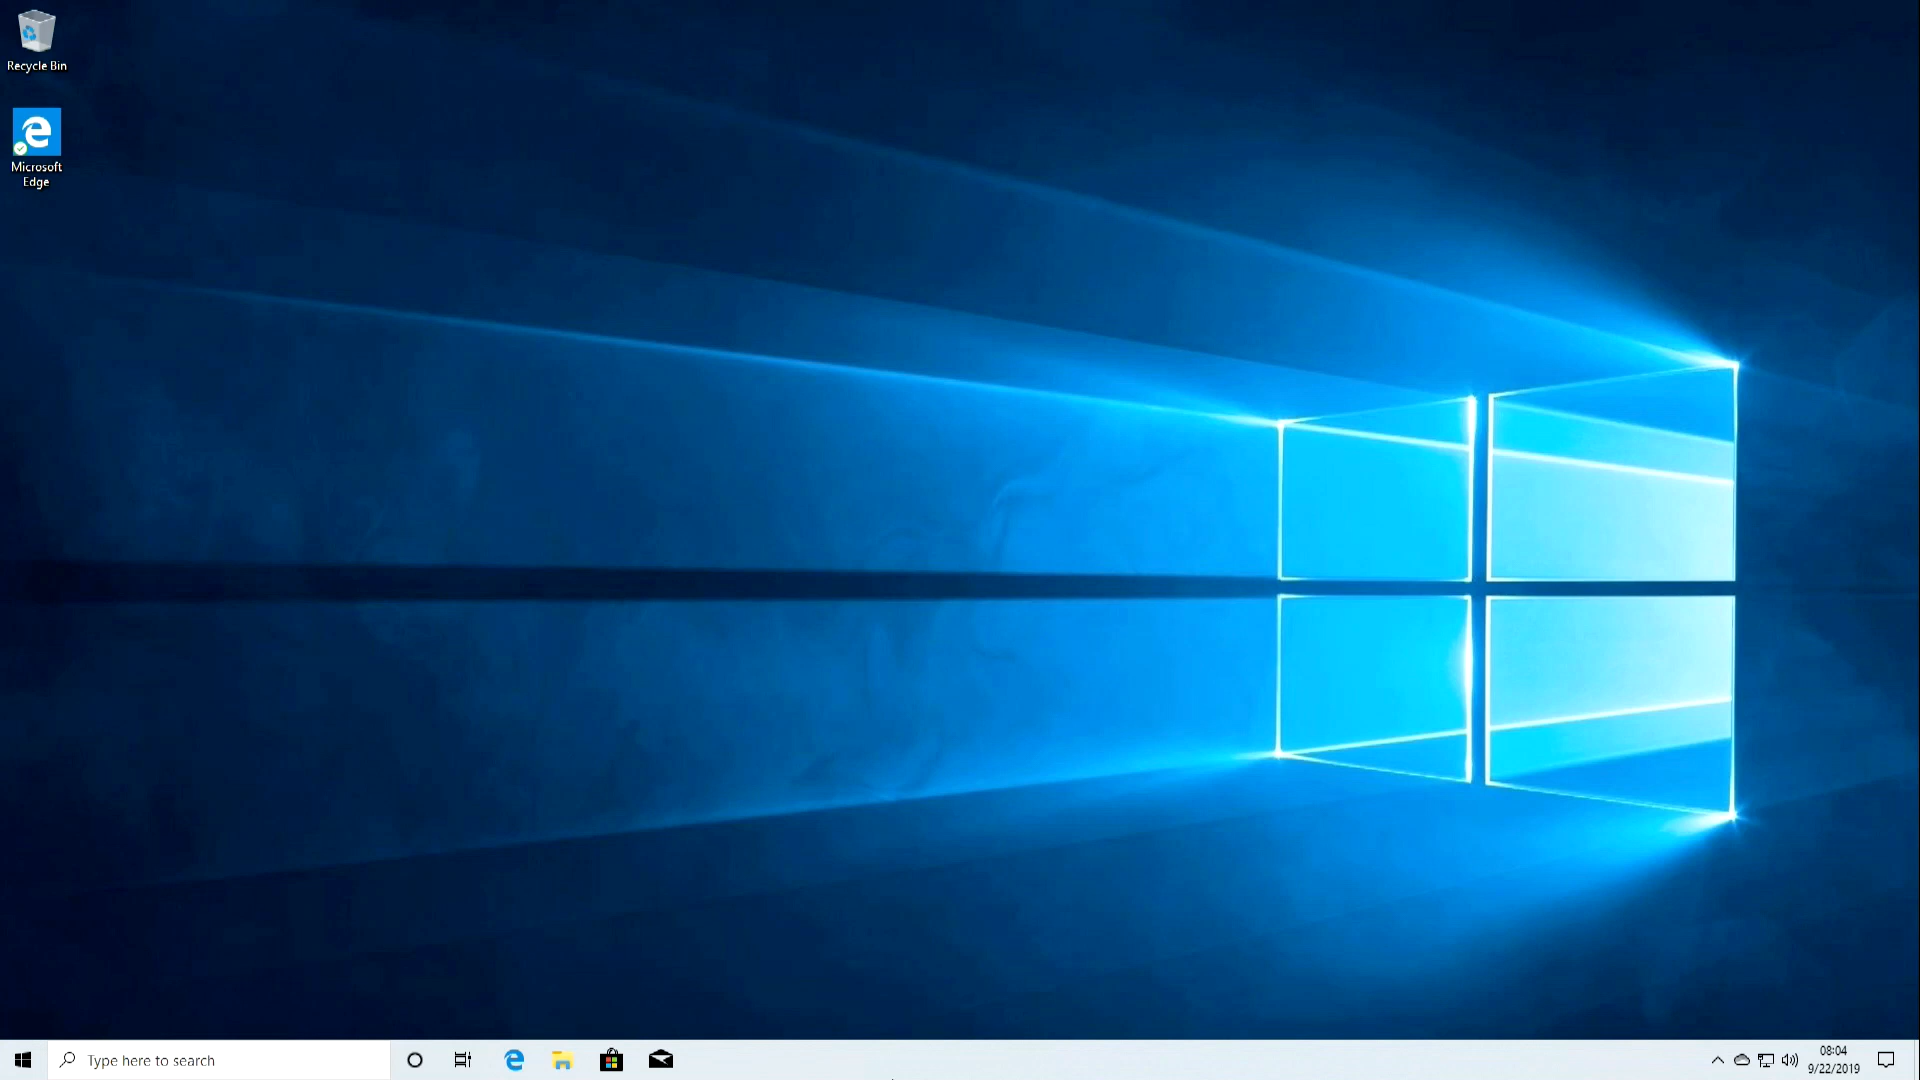 Recycle Bin
Microsoft
Edge
Type here to search
08:04
9/22/2019